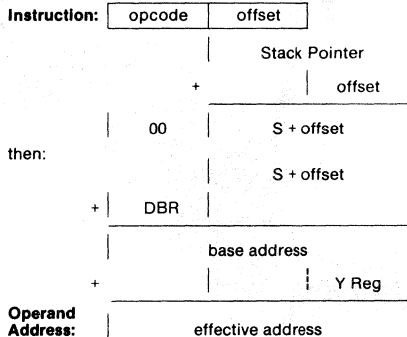 Instruction: opcode offset
Stack Pointer
+ offset
00 S + offset
then:
S + offset
+ DBR
base address
+ Y Reg
Operand
Address: effective address